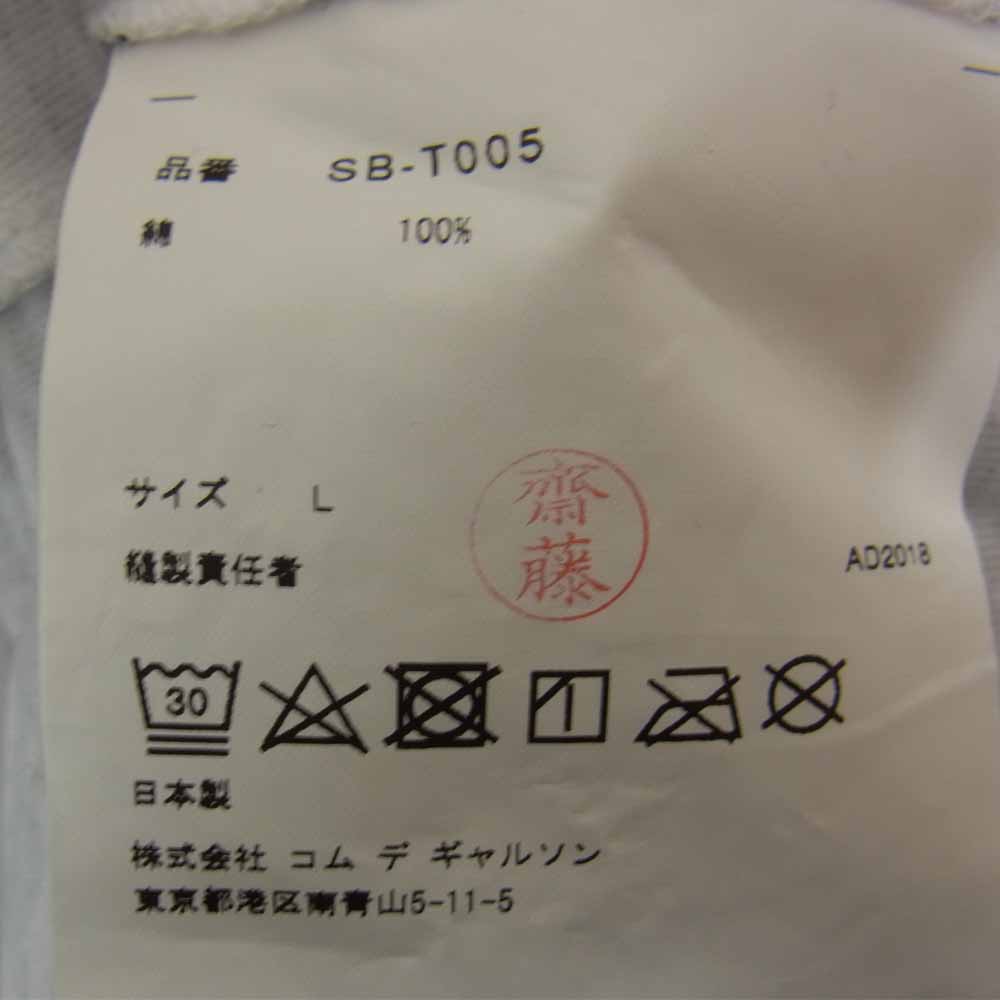 品番 SB-T005
綿 100%
サイズ L
齋藤
縫製責任者
AD2018
30
日本製
株式会社 コム デ ギャルソン
東京都港区南青山5-11-5